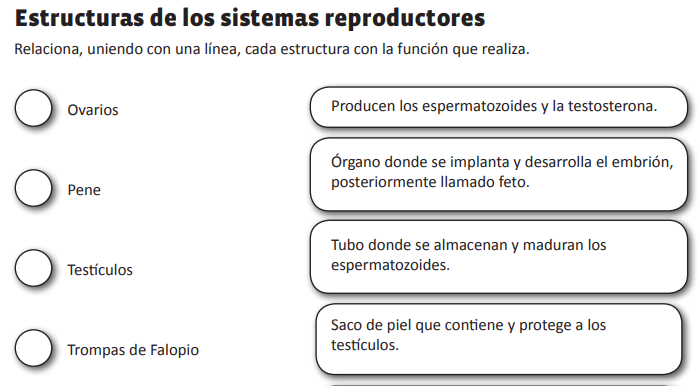 Estructuras de los sistemas reproductores
Relaciona, uniendo con una línea, cada estructura con la función que realiza.
Ovarios
Producen los espermatozoides y la testosterona.
Pene
Órgano donde se implanta y desarrolla el embrión,
posteriormente llamado feto.
Testículos
Tubo donde se almacenan y maduran los
espermatozoides.
Trompas de Falopio
Saco de piel que contiene y protege a los
testículos.